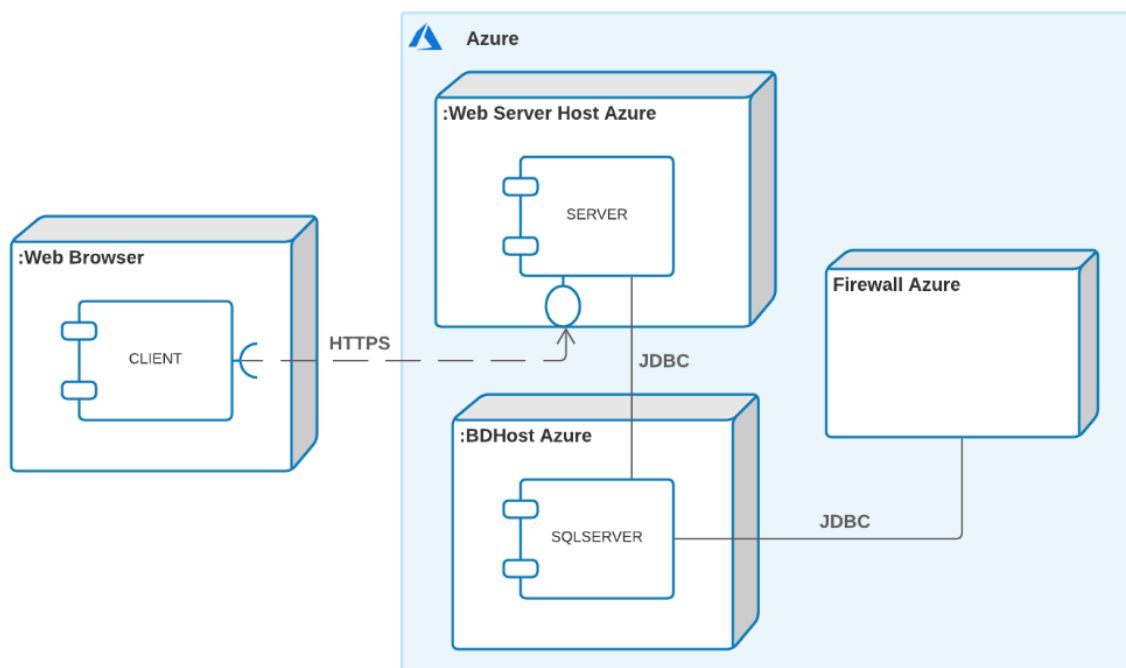 Azure
:Web Server Host Azure
SERVER
:Web Browser
CLIENT
HTTPS
JDBC
Firewall Azure
:BDHost Azure
SQLSERVER
JDBC